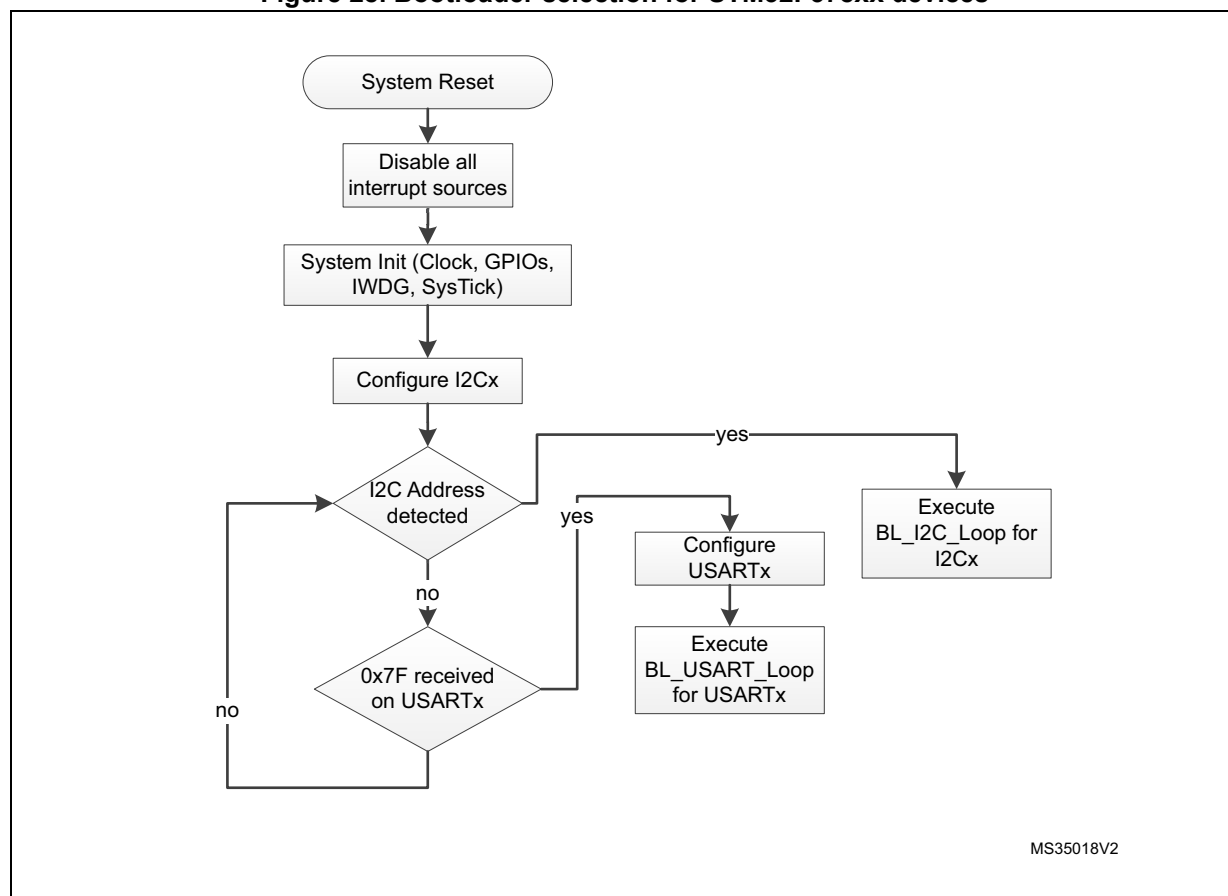 System Reset
Disable all
interrupt sources
System Init (Clock, GPIOs,
IWDG, SysTick)
Configure I2Cx
I2C Address
detected
yes
Execute
BL_I2C_Loop for
I2Cx
no
0x7F received
on USARTx
yes
Configure
USARTx
Execute
BL_USART_Loop
for USARTx
no
MS35018V2